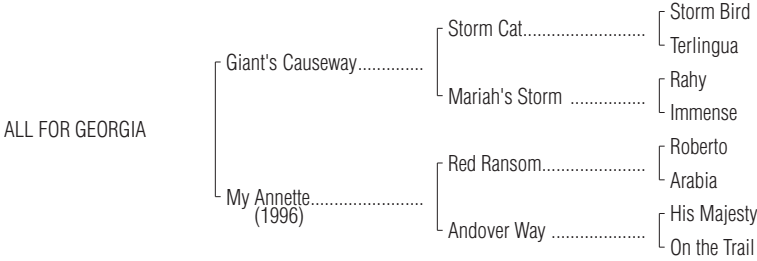 Storm Bird
Storm Cat.........................
Terlingua
Giant's Causeway..............
Rahy
Mariah's Storm ................
Immense
ALL FOR GEORGIA
Roberto
Red Ransom.....................
Arabia
My Annette........................
(1996)
His Majesty
Andover Way ....................
On the Trail